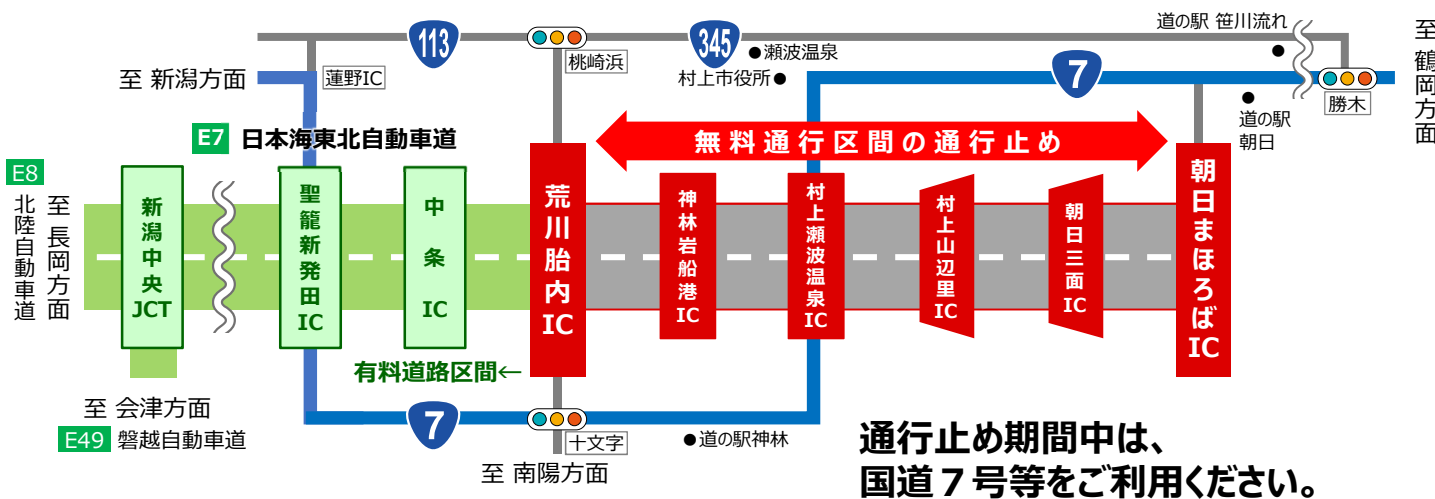 113
345
7
道の駅 笹川流れ
至 鶴岡方面
桃崎浜
瀬波温泉
村上市役所
至 新潟方面
蓮野IC
勝木
道の駅
朝日
E7 日本海東北自動車道
無料通行区間の通行止め
E8
北陸自動車道
至 長岡方面
新潟中央JCT
聖籠新発田IC
中条IC
荒川胎内IC
神林岩船港IC
村上瀬波温泉IC
村上山辺里IC
朝日三面IC
朝日まほろばIC
有料道路区間←
至 会津方面
E49 磐越自動車道
7
十文字
道の駅神林
至 南陽方面
通行止め期間中は、
国道７号等をご利用ください。